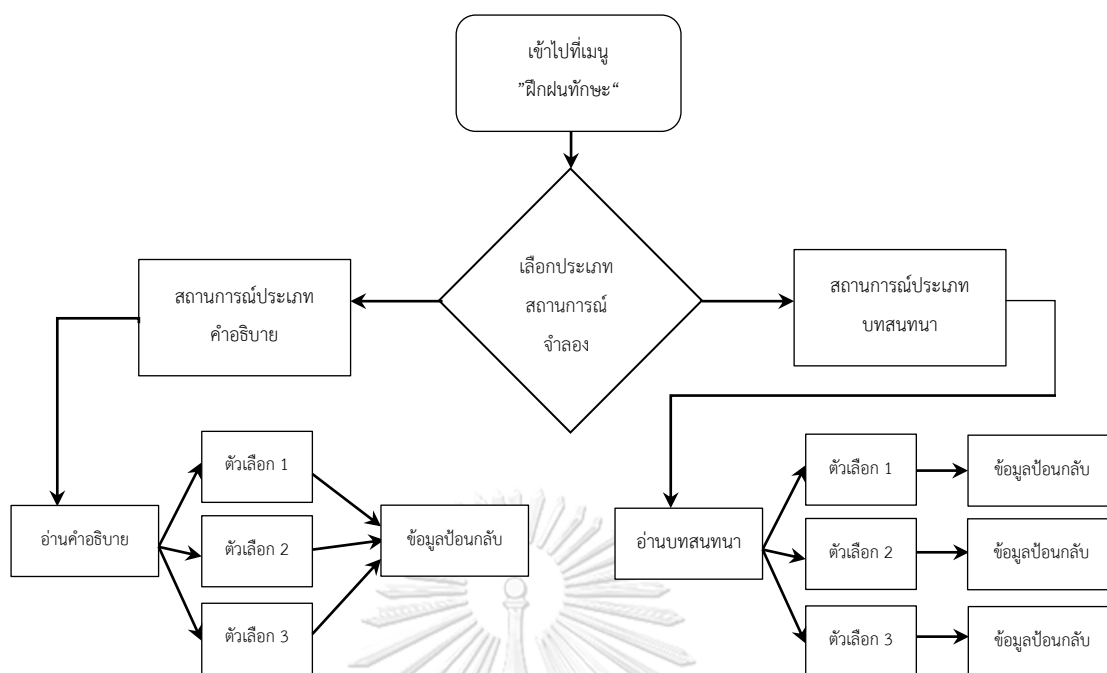 เข้าไปที่เมนู
”ฝึกฝนทักษะ“
เลือกประเภท
สถานการณ์
จำลอง
สถานการณ์ประเภท
คำอธิบาย
สถานการณ์ประเภท
บทสนทนา
อ่านคำอธิบาย
ตัวเลือก 1
ตัวเลือก 2
ตัวเลือก 3
ข้อมูลป้อนกลับ
อ่านบทสนทนา
ตัวเลือก 1
ข้อมูลป้อนกลับ
ตัวเลือก 2
ข้อมูลป้อนกลับ
ตัวเลือก 3
ข้อมูลป้อนกลับ